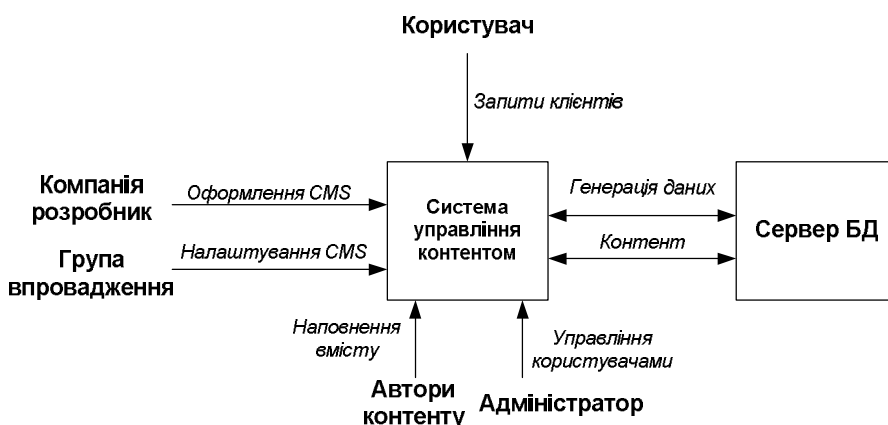 Користувач
Запити клієнтів
Компанія
розробник
Оформлення CMS
Група
впровадження
Налаштування CMS
Система
управління
контентом
Генерація даних
Контент
Сервер БД
Наповнення
вмісту
Автори
контенту
Управління
користувачами
Адміністратор